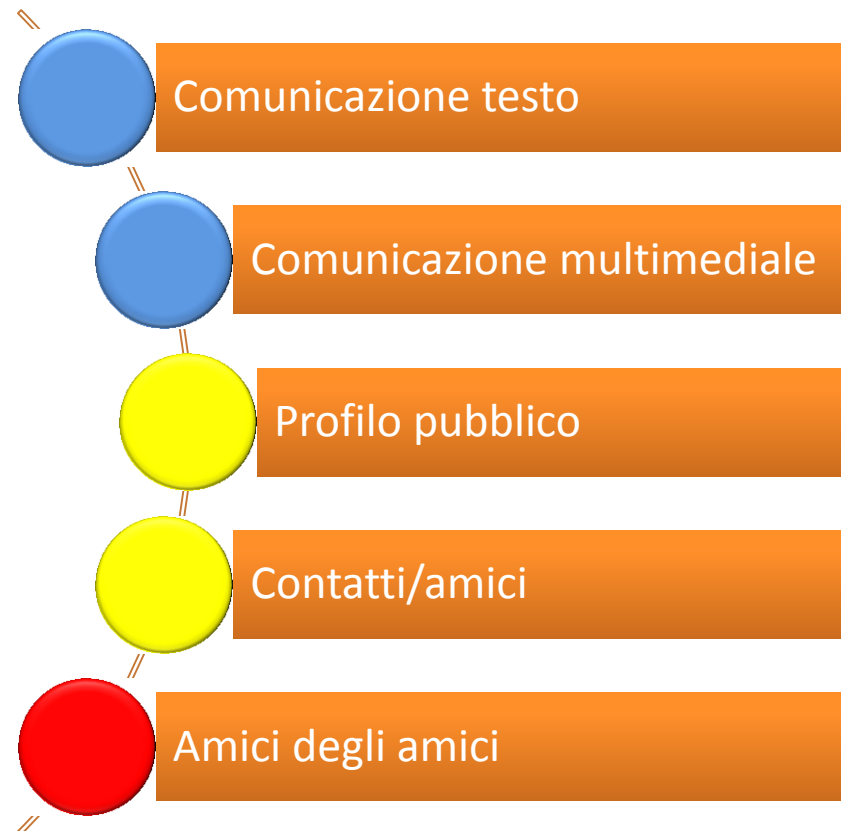 Comunicazione testo
Comunicazione multimediale
Profilo pubblico
Contatti/amici
Amici degli amici